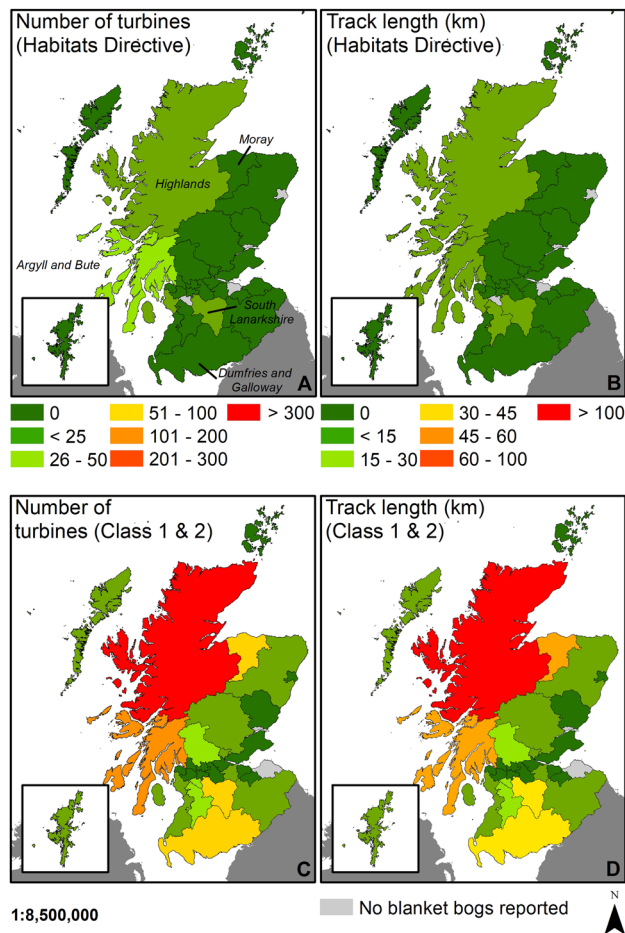 Number of turbines
(Habitats Directive)
Moray
Highlands
Argyll and Bute
South
Lanarkshire
Dumfries and
Galloway
A
Track length (km)
(Habitats Directive)
B
0
< 25
26 - 50
51 - 100
101 - 200
201 - 300
> 300
0
< 15
15 - 30
30 - 45
45 - 60
60 - 100
> 100
Number of
turbines (Class 1 & 2)
C
Track length (km)
(Class 1 & 2)
D
1:8,500,000
No blanket bogs reported
N